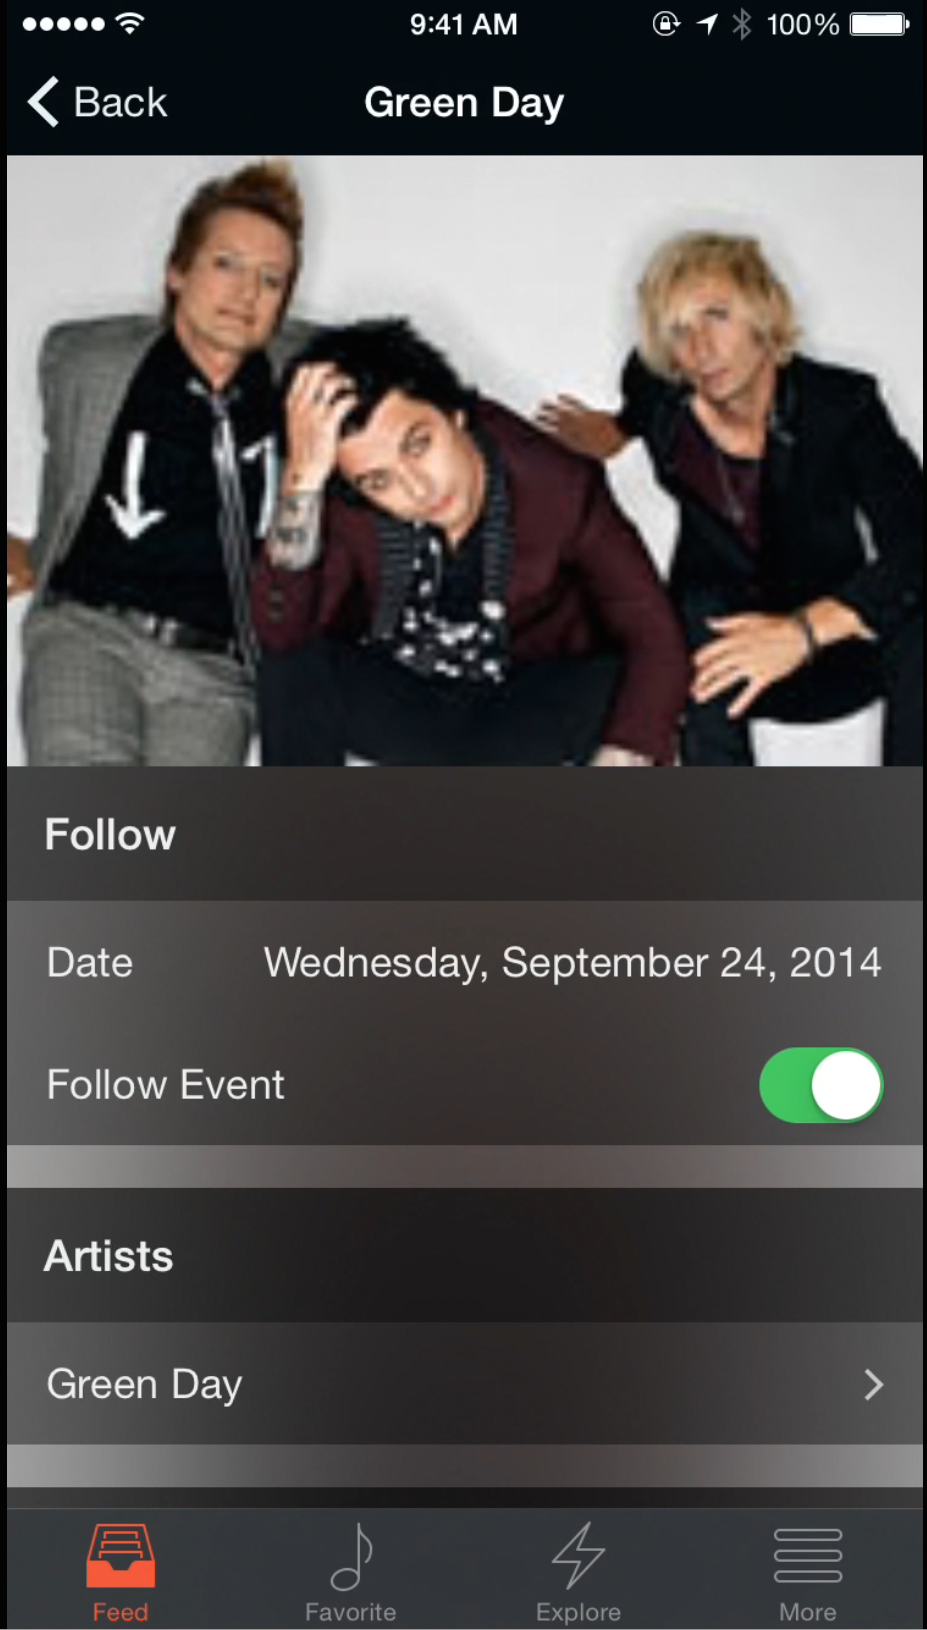 9:41 AM 100%
Back Green Day
Follow
Date Wednesday, September 24, 2014
Follow Event
Artists
Green Day
Feed Favorite Explore More